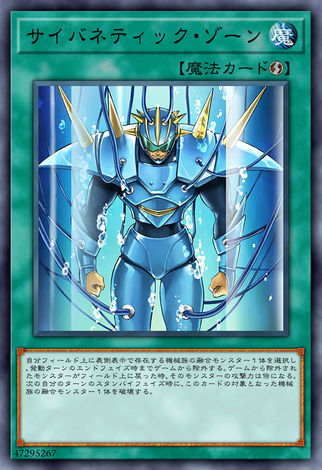 サイバネティック・ゾーン
魔
【魔法カード】
自分フィールド上に表側表示で存在する機械族の融合モンスター1体を選択し、
発動ターンのエンドフェイズ時までゲームから除外する。ゲームから除外さ
れたモンスターがフィールド上に戻った時、そのモンスターの攻撃力は倍になる。
次の自分のターンのスタンバイフェイズ時に、このカードの対象となった機械
族の融合モンスター1体を破壊する。
47295267